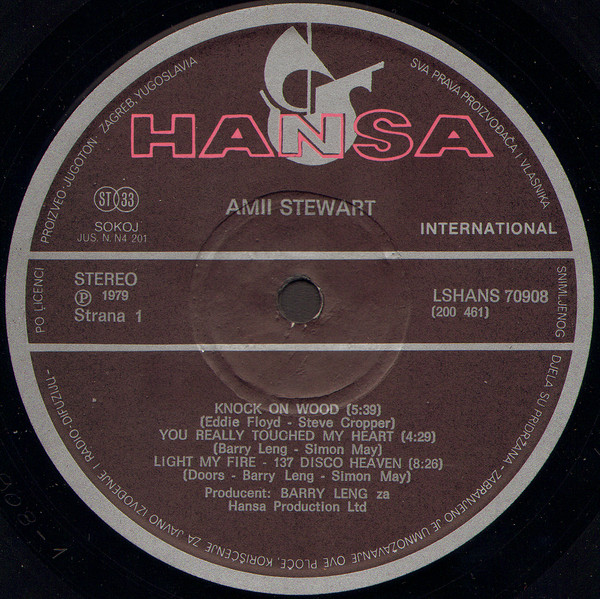 HANSA
AMII STEWART
INTERNATIONAL
ST 33
SOKOJ
JUS. N. N4 201
STEREO
Ⓟ 1979
Strana 1
LSHANS 70908
(200 461)
KNOCK ON WOOD (5:39)
(Eddie Floyd - Steve Cropper)
YOU REALLY TOUCHED MY HEART (4:29)
(Barry Leng - Simon May)
LIGHT MY FIRE - 137 DISCO HEAVEN (8:26)
(Doors - Barry Leng - Simon May)
Producent: BARRY LENG za
Hansa Production Ltd
PO LICENCI PROIZVEO-JUGOTON- ZAGREB, YUGOSLAVIA
SVA PRAVA PROIZVOĐAČA I VLASNIKA SNIMLJENOG DJELA SU PRIDRŽANA - ZABRANJENO JE UMNOŽAVANJE OVE PLOČE, KORIŠĆENJE ZA JAVNO IZVOĐENJE I RADIO-DIFUZIJU -